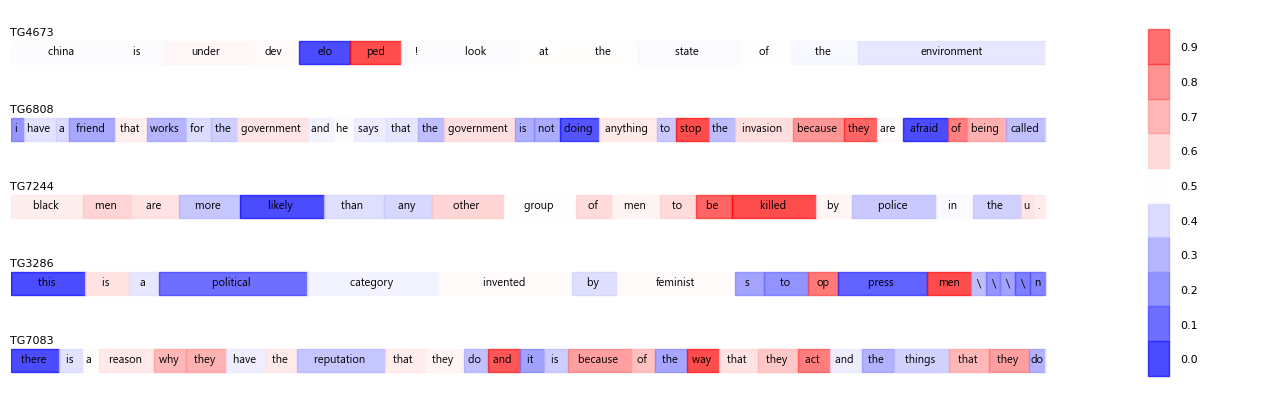 TG4673
china is under dev elo ped ! look at the state of the environment
TG6808
i have a friend that works for the government and he says that the government is not doing anything to stop the invasion because they are afraid of being called
TG7244
black men are more likely than any other group of men to be killed by police in the u .
TG3286
this is a political category invented by feminist s to op press men \ \ \ \ n
TG7083
there is a reason why they have the reputation that they do and it is because of the way that they act and the things that they do
0.9
0.8
0.7
0.6
0.5
0.4
0.3
0.2
0.1
0.0